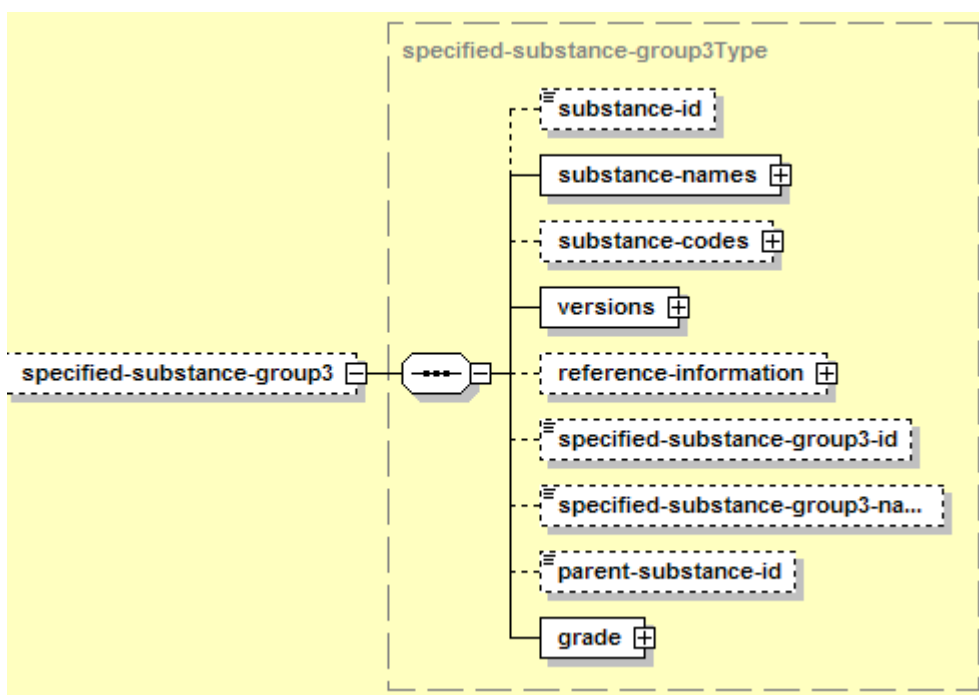 specified-substance-group3Type
substance-id
substance-names
substance-codes
versions
specified-substance-group3
reference-information
specified-substance-group3-id
specified-substance-group3-na...
parent-substance-id
grade